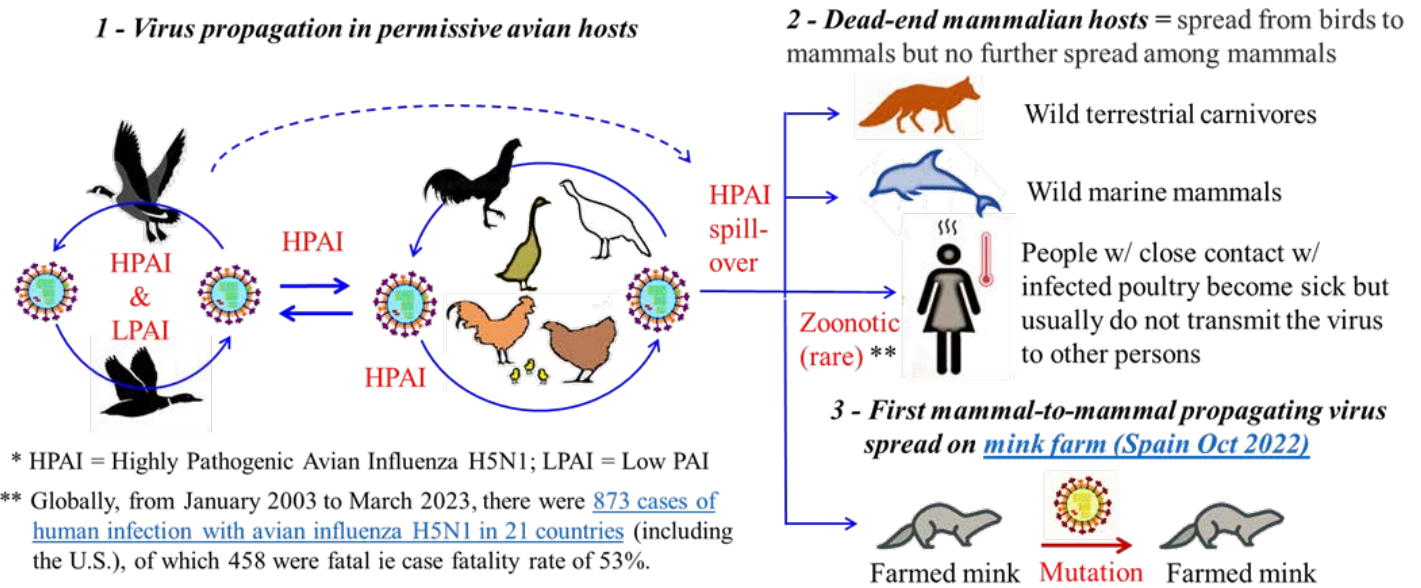 1 - Virus propagation in permissive avian hosts
HPAI
&
LPAI
HPAI
HPAI
* HPAI = Highly Pathogenic Avian Influenza H5N1; LPAI = Low PAI
** Globally, from January 2003 to March 2023, there were 873 cases of
human infection with avian influenza H5N1 in 21 countries (including
the U.S.), of which 458 were fatal ie case fatality rate of 53%.
HPAI
spill-
over
Zoonotic
(rare) **
2 - Dead-end mammalian hosts = spread from birds to
mammals but no further spread among mammals
Wild terrestrial carnivores
Wild marine mammals
People w/ close contact w/
infected poultry become sick but
usually do not transmit the virus
to other persons
3 - First mammal-to-mammal propagating virus
spread on mink farm (Spain Oct 2022)
Farmed mink
Mutation
Farmed mink